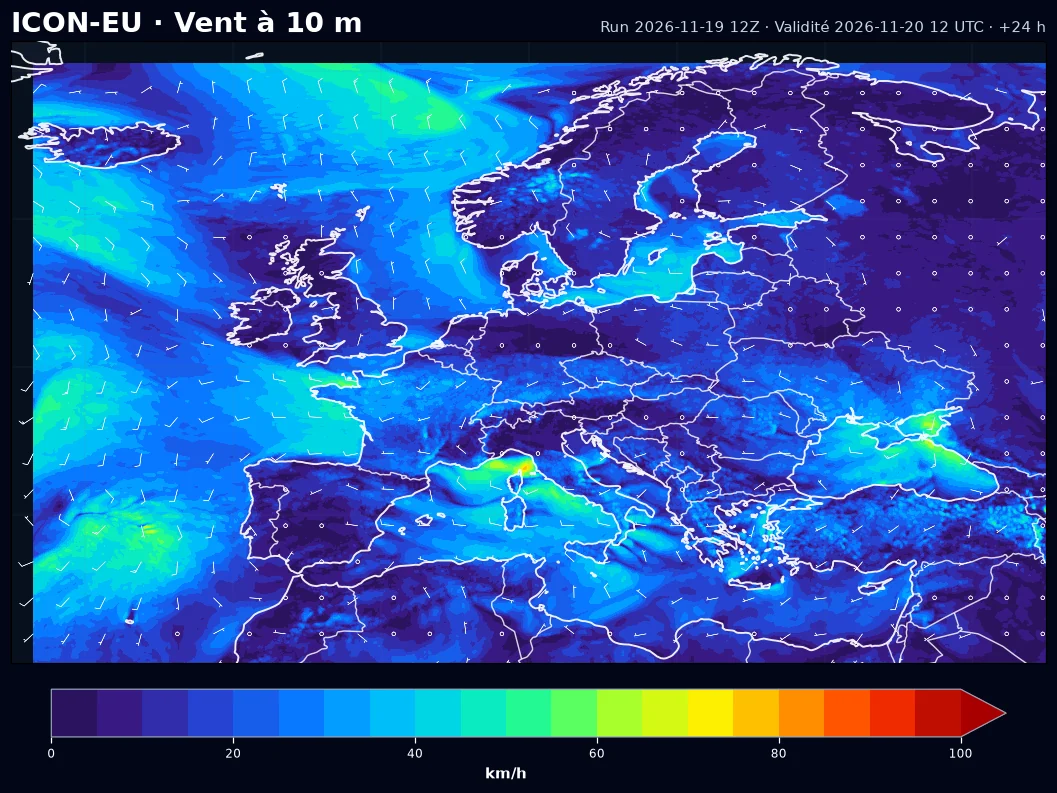 ICON-EU · Vent à 10 m
Run 2026-11-19 12Z · Validité 2026-11-20 12 UTC · +24 h
0 20 40 60 80 100
km/h